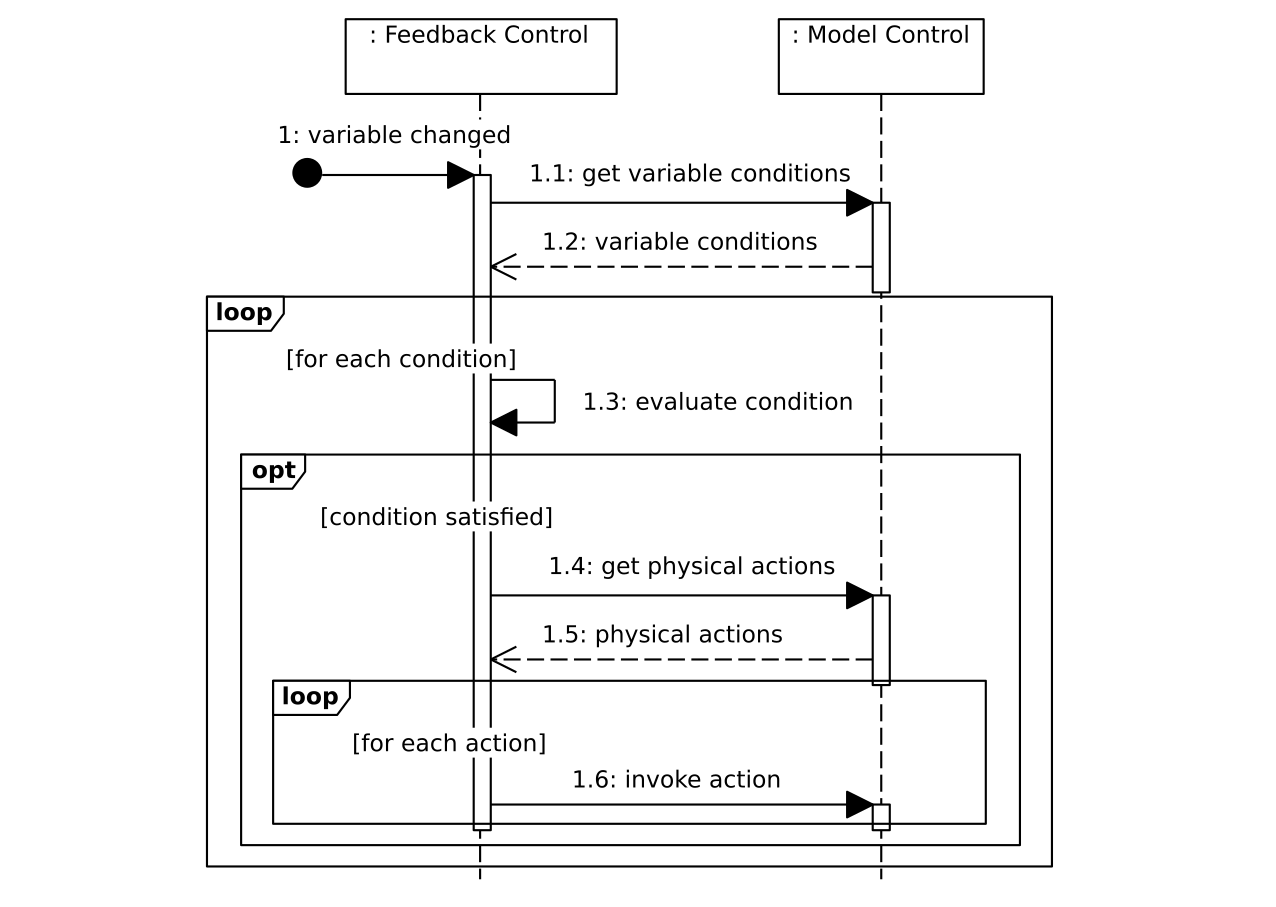 : Feedback Control
: Model Control
1: variable changed
1.1: get variable conditions
1.2: variable conditions
loop
[for each condition]
1.3: evaluate condition
opt
[condition satisfied]
1.4: get physical actions
1.5: physical actions
loop
[for each action]
1.6: invoke action